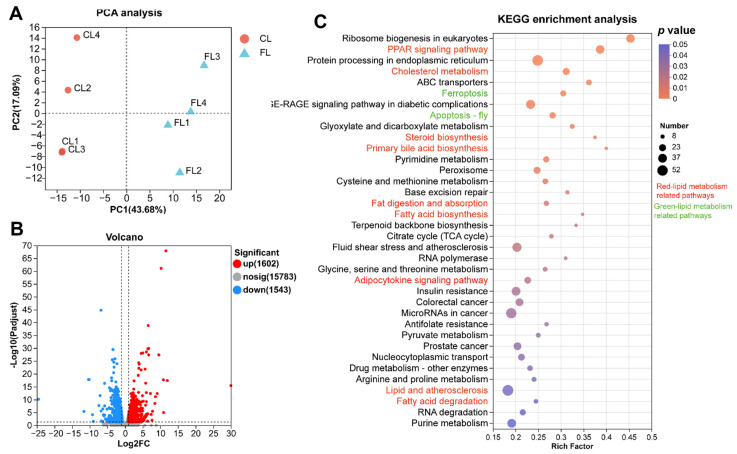 A
PCA analysis
CL
FL
16
14
12
10
8
6
4
2
0
−2
−4
−6
−8
−10
−12
PC2(17.09%)
CL4
CL2
CL1
CL3
FL3
FL4
FL1
FL2
−15
−10
−5
0
5
10
15
20
PC1(43.68%)
B
Volcano
Significant
up(1602)
nosig(15783)
down(1543)
70
65
60
55
50
45
40
35
30
25
20
15
10
5
0
-Log10(Padjust)
−25
−20
−15
−10
−5
0
5
10
15
20
25
30
Log2FC
C
KEGG enrichment analysis
Ribosome biogenesis in eukaryotes
PPAR signaling pathway
Protein processing in endoplasmic reticulum
Cholesterol metabolism
ABC transporters
Ferroptosis
GE-RAGE signaling pathway in diabetic complications
Apoptosis - fly
Glyoxylate and dicarboxylate metabolism
Steroid biosynthesis
Primary bile acid biosynthesis
Pyrimidine metabolism
Peroxisome
Cysteine and methionine metabolism
Base excision repair
Fat digestion and absorption
Fatty acid biosynthesis
Terpenoid backbone biosynthesis
Citrate cycle (TCA cycle)
Fluid shear stress and atherosclerosis
RNA polymerase
Glycine, serine and threonine metabolism
Adipocytokine signaling pathway
Insulin resistance
Colorectal cancer
MicroRNAs in cancer
Antifolate resistance
Pyruvate metabolism
Prostate cancer
Nucleocytoplasmic transport
Drug metabolism - other enzymes
Arginine and proline metabolism
Lipid and atherosclerosis
Fatty acid degradation
RNA degradation
Purine metabolism
0.15
0.2
0.25
0.3
0.35
0.4
0.45
0.5
Rich Factor
p value
0.05
0.04
0.03
0.02
0.01
0
Number
8
23
37
52
Red-lipid metabolism
related pathways
Green-lipid metabolism
related pathways